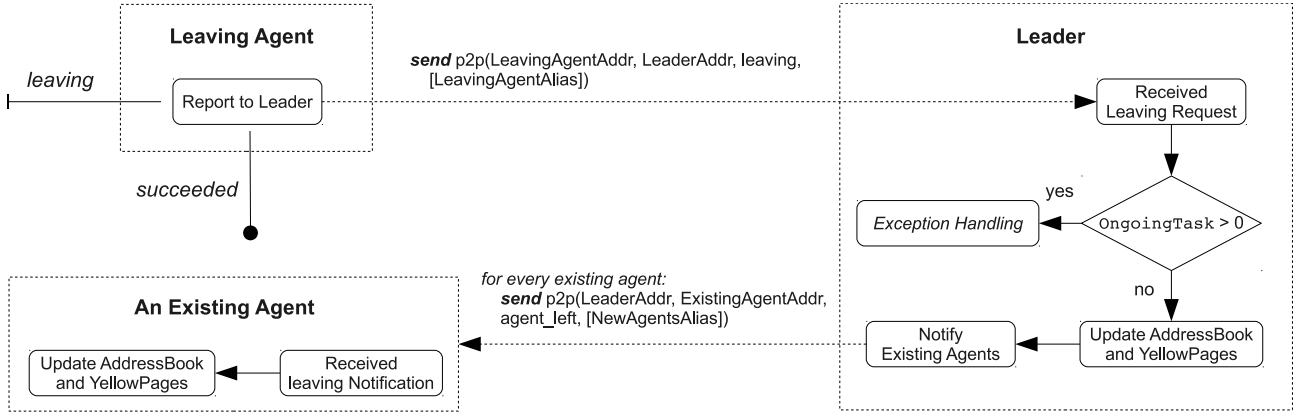 Leaving Agent
leaving
Report to Leader
succeeded
send p2p(LeavingAgentAddr, LeaderAddr, leaving,
[LeavingAgentAlias])
Leader
Received
Leaving Request
yes
OngoingTask > 0
Exception Handling
no
Update AddressBook
and YellowPages
Notify
Existing Agents
for every existing agent:
send p2p(LeaderAddr, ExistingAgentAddr,
agent_left, [NewAgentsAlias])
An Existing Agent
Received
leaving Notification
Update AddressBook
and YellowPages